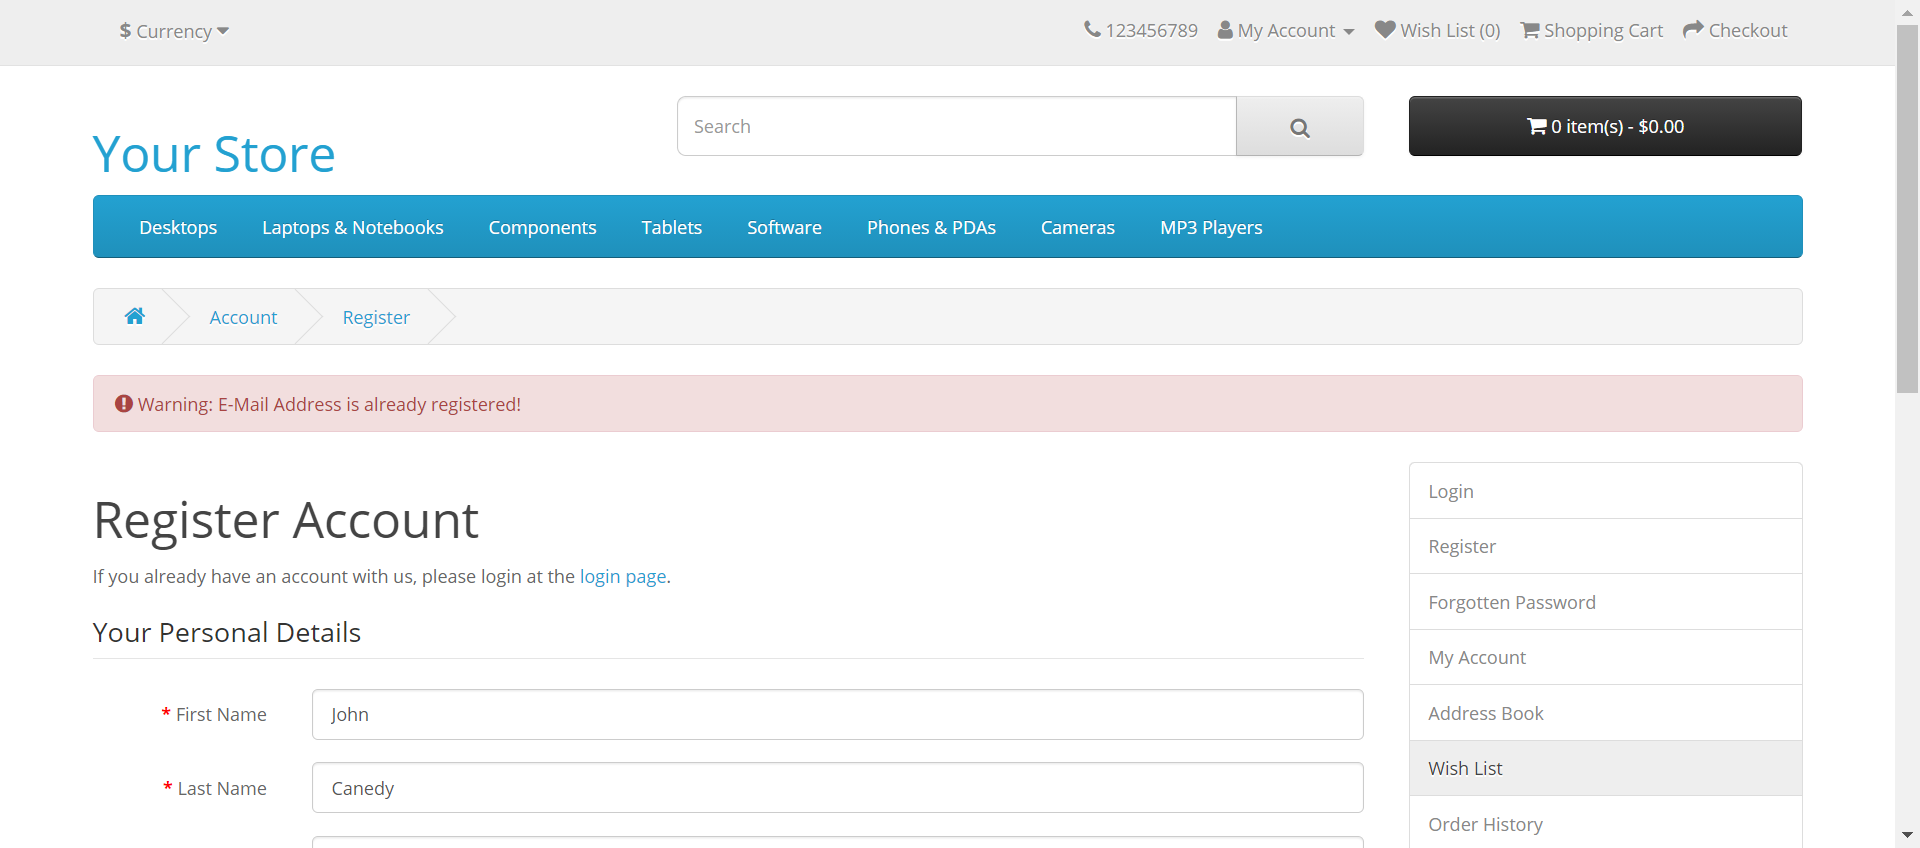 $ Currency
123456789 My Account Wish List (0) Shopping Cart Checkout
Your Store
Search
0 item(s) - $0.00
Desktops Laptops & Notebooks Components Tablets Software Phones & PDAs Cameras MP3 Players
Account Register
Warning: E-Mail Address is already registered!
Register Account
If you already have an account with us, please login at the login page.
Your Personal Details
* First Name John
* Last Name Canedy
Login
Register
Forgotten Password
My Account
Address Book
Wish List
Order History